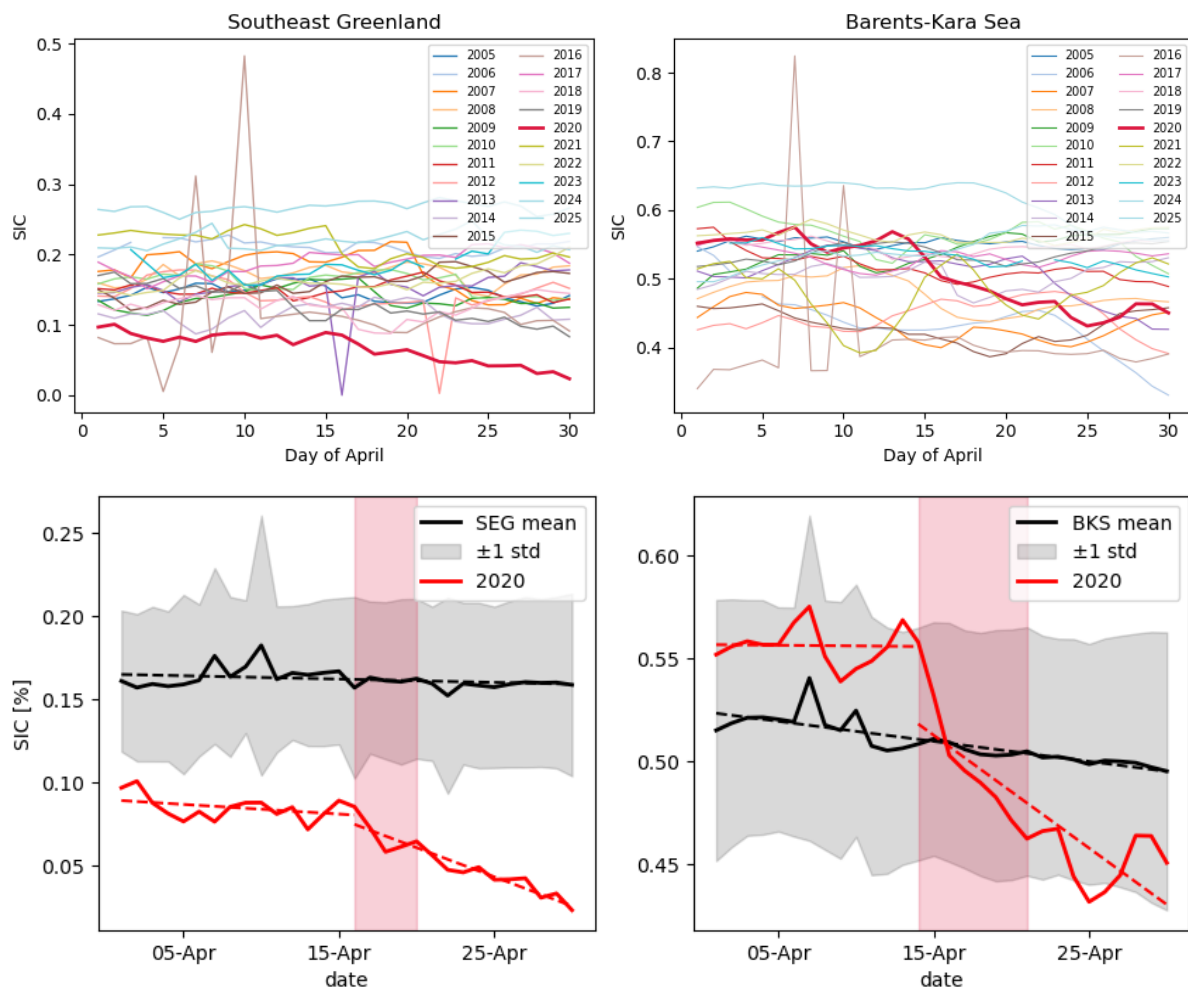 Southeast Greenland
SIC
0.5
0.4
0.3
0.2
0.1
0.0
0 5 10 15 20 25 30
Day of April
2005 2016
2006 2017
2007 2018
2008 2019
2009 2020
2010 2021
2011 2022
2012 2023
2013 2024
2014 2025
2015
Barents-Kara Sea
SIC
0.8
0.7
0.6
0.5
0.4
0 5 10 15 20 25 30
Day of April
2005 2016
2006 2017
2007 2018
2008 2019
2009 2020
2010 2021
2011 2022
2012 2023
2013 2024
2014 2025
2015
SIC [%]
0.25
0.20
0.15
0.10
0.05
05-Apr 15-Apr 25-Apr
date
SEG mean
±1 std
2020
0.60
0.55
0.50
0.45
05-Apr 15-Apr 25-Apr
date
BKS mean
±1 std
2020